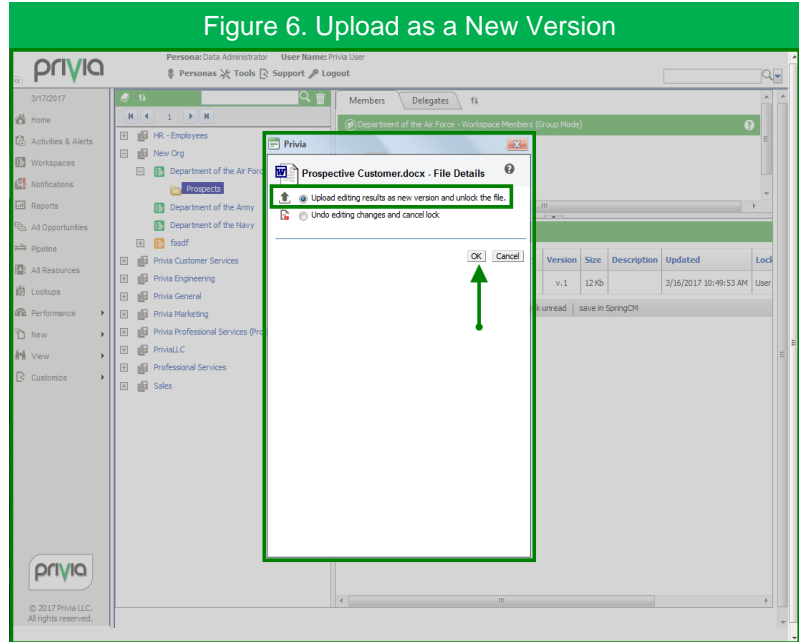 Figure 6. Upload as a New Version
privia
Persona: Data Administrator User Name: Privia User
Personas Tools Support Logout
3/17/2017
Home
Activities & Alerts
Workspaces
Notifications
Reports
All Opportunities
Pipeline
All Resources
Lookups
Performance
New
View
Customize
1
HR - Employees
New Org
Department of the Air Forc
Prospects
Department of the Army
Department of the Navy
fasdf
Privia Customer Services
Privia Engineering
Privia General
Privia Marketing
Privia Professional Services (Pro
PriviaLLC
Professional Services
Sales
Members Delegates
Department of the Air Force - Workspace Members (Group Mode)
Privia
Prospective Customer.docx - File Details
Upload editing results as new version and unlock the file.
Undo editing changes and cancel lock
OK Cancel
Version Size Description Updated Lock
v.1 12 Kb 3/16/2017 10:49:53 AM User
unread | save in SpringCM
privia
© 2017 Privia LLC.
All rights reserved.